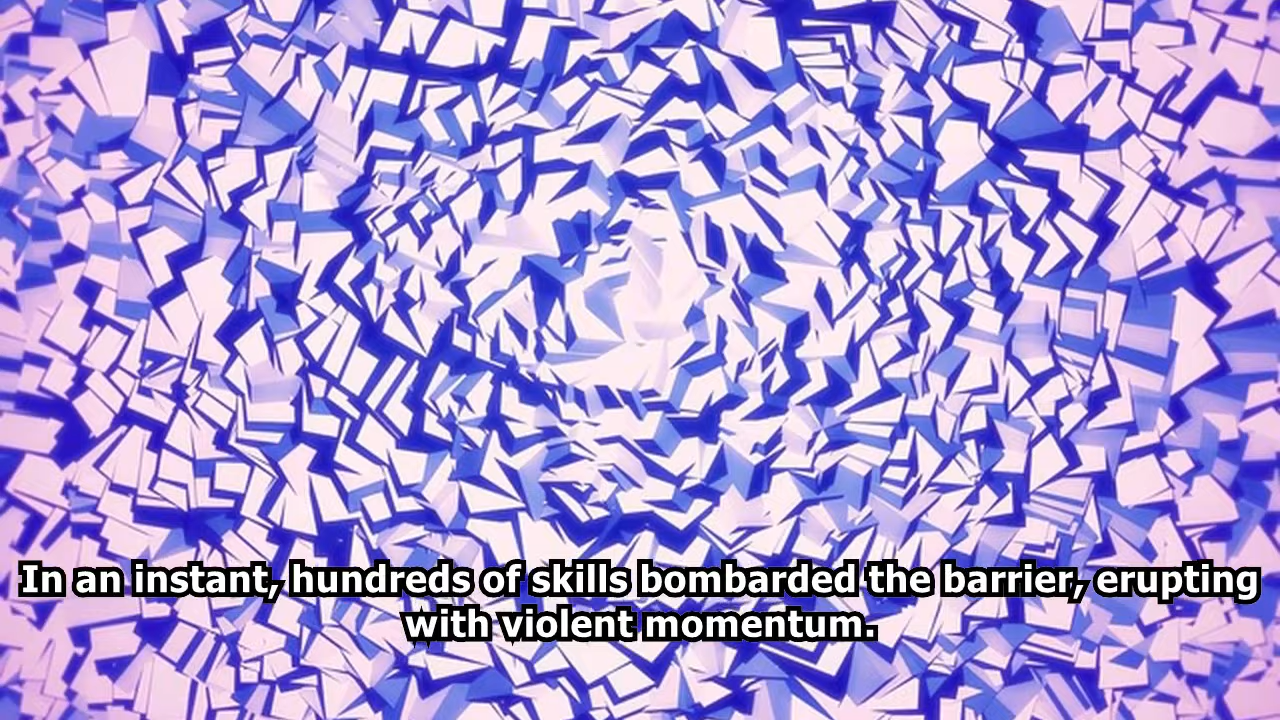 In an instant, hundreds of skills bombarded the barrier, erupting
with violent momentum.